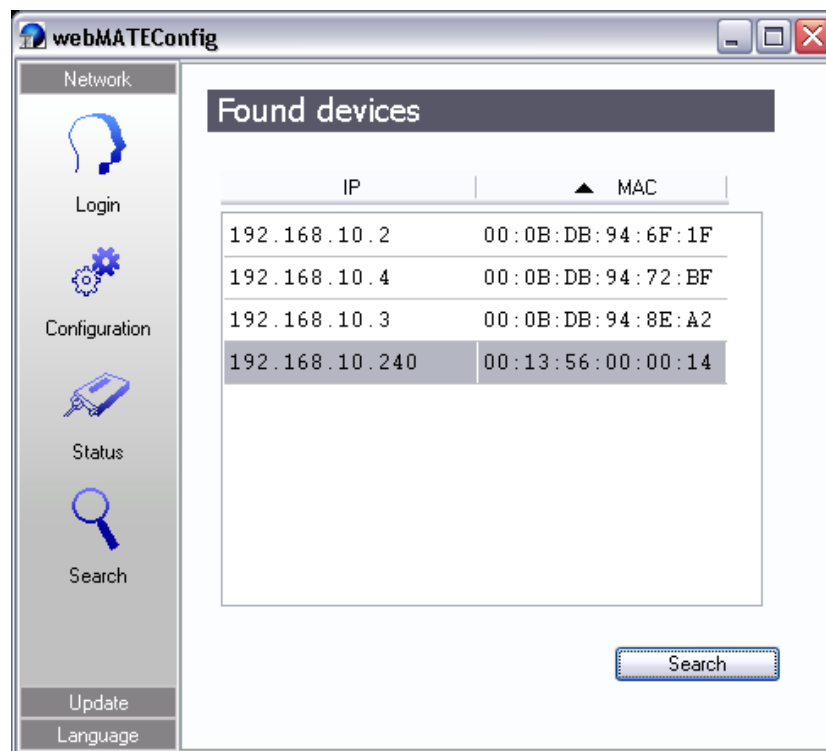 webMATEConfig
Network
Login
Configuration
Status
Search
Update
Language
Found devices
IP MAC
192.168.10.2 00:0B:DB:94:6F:1F
192.168.10.4 00:0B:DB:94:72:BF
192.168.10.3 00:0B:DB:94:8E:A2
192.168.10.240 00:13:56:00:00:14
Search